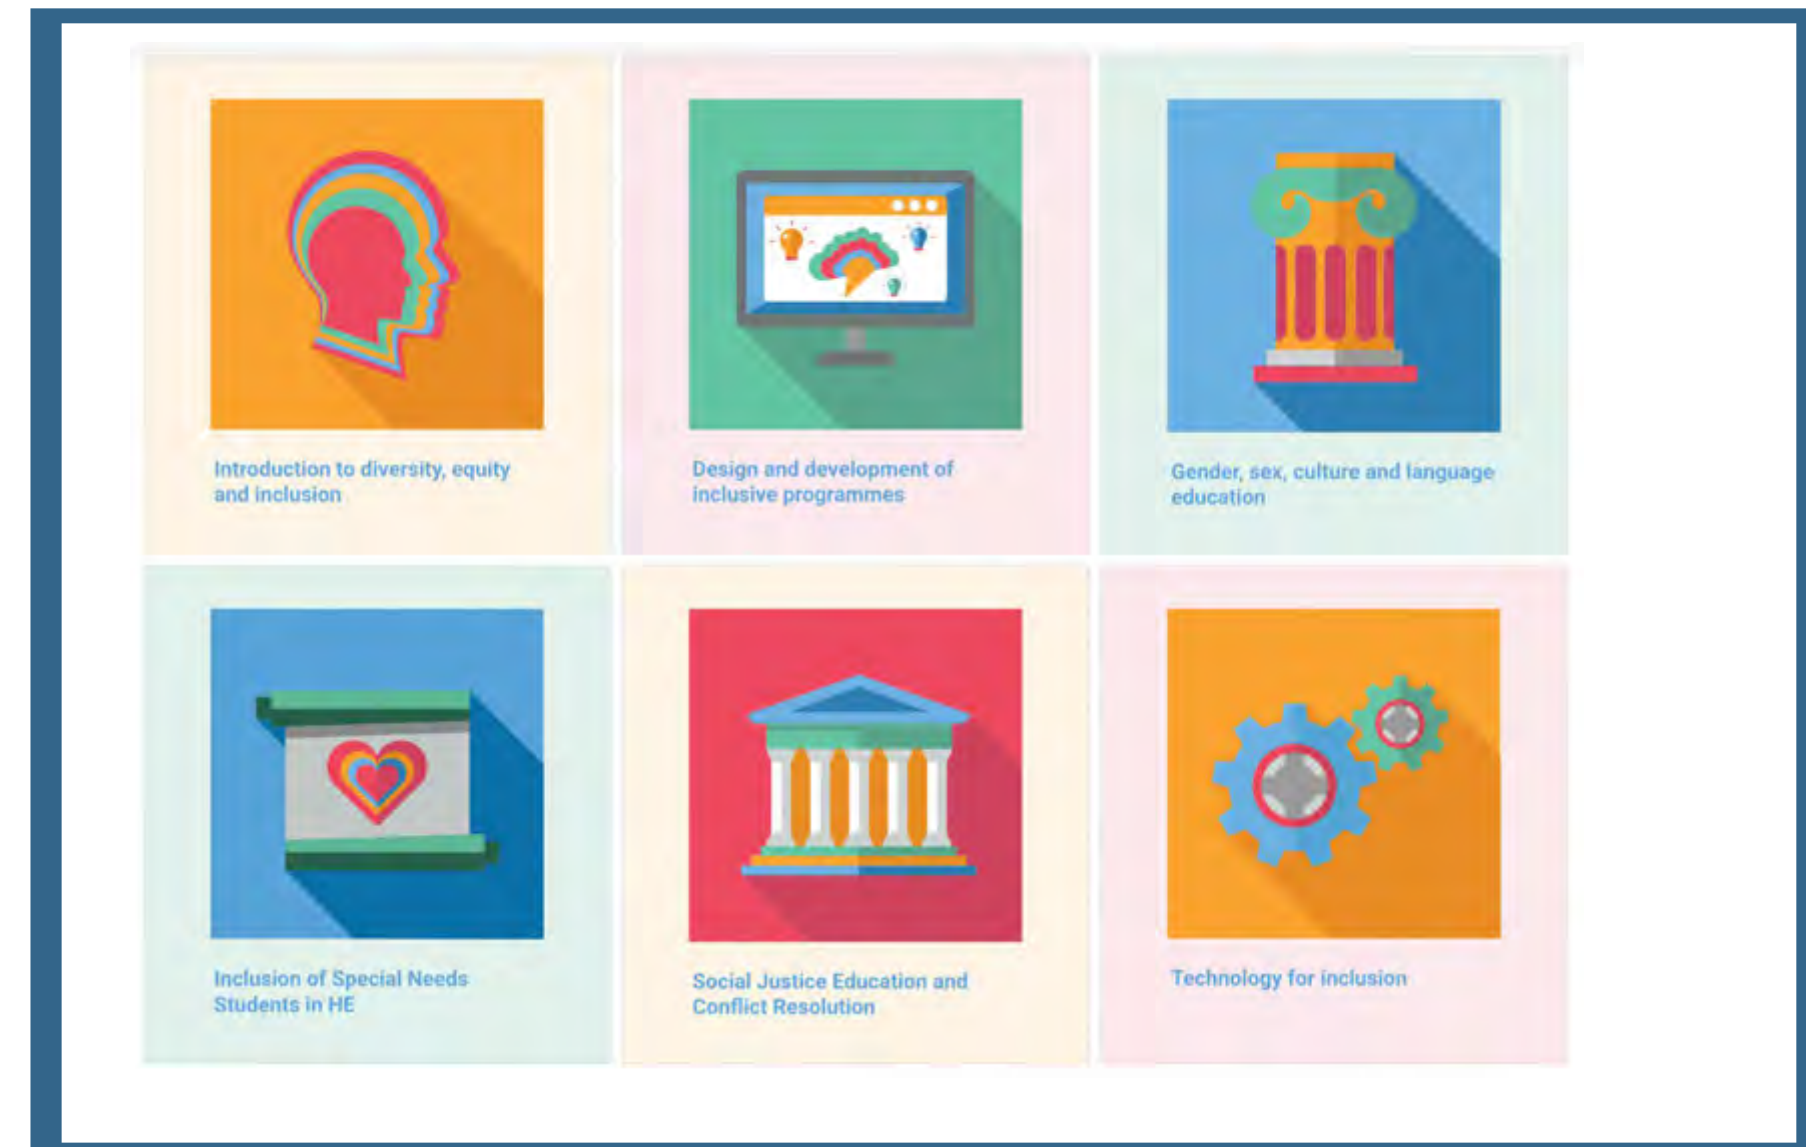 Introduction to diversity, equity
and inclusion
Design and development of
inclusive programmes
Gender, sex, culture and language
education
Inclusion of Special Needs
Students in HE
Social Justice Education and
Conflict Resolution
Technology for inclusion